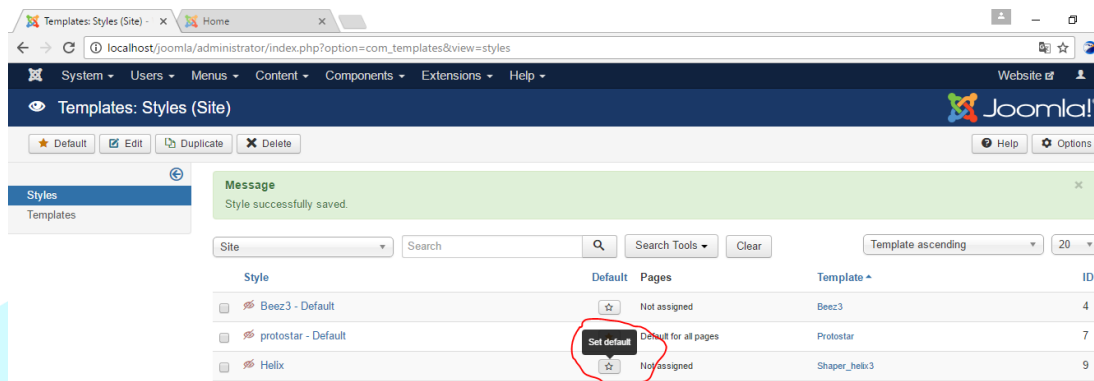 Templates: Styles (Site) -
Home
localhost/joomla/administrator/index.php?option=com_templates&view=styles
System Users Menus Content Components Extensions Help Website
Templates: Styles (Site) Joomla!
Default Edit Duplicate Delete Help Options
Styles
Templates
Message
Style successfully saved.
Site Search Search Tools Clear Template ascending 20
Style Default Pages Template ID
Beez3 - Default Not assigned Beez3 4
protostar - Default Default for all pages Protostar 7
Set default
Helix Not assigned Shaper_helix3 9